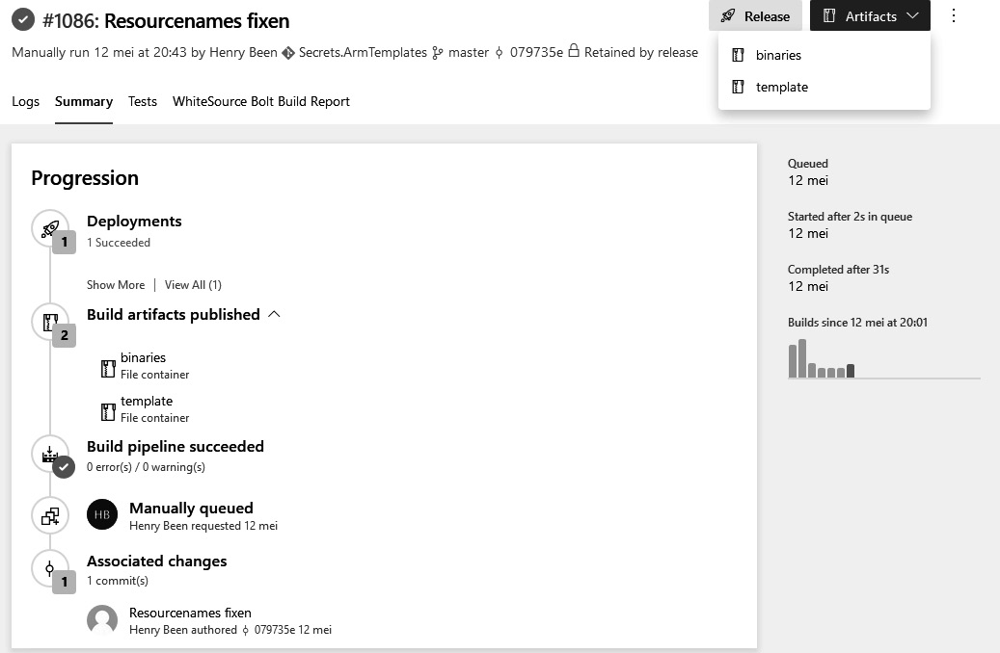 #1086: Resourcenames fixen
Release
Artifacts
Manually run 12 mei at 20:43 by Henry Been Secrets.ArmTemplates master 079735e Retained by release
binaries
template
Logs Summary Tests WhiteSource Bolt Build Report
Progression
Deployments
1
1 Succeeded
Show More | View All (1)
Build artifacts published
2
binaries
File container
template
File container
Build pipeline succeeded
0 error(s) / 0 warning(s)
HB
Manually queued
Henry Been requested 12 mei
Associated changes
1
1 commit(s)
Resourcenames fixen
Henry Been authored 079735e 12 mei
Queued
12 mei
Started after 2s in queue
12 mei
Completed after 31s
12 mei
Builds since 12 mei at 20:01